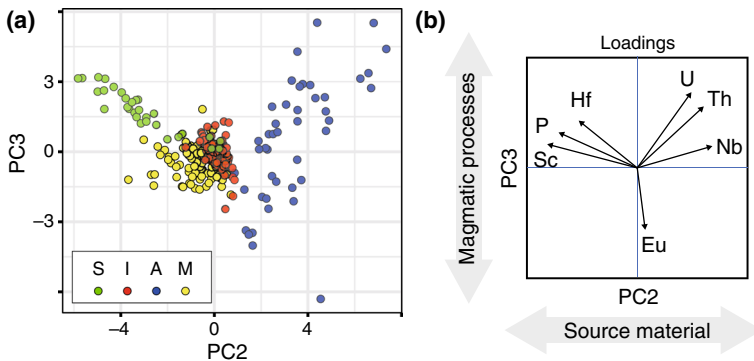 (a)
PC3
3
0
−3
S I A M
−4 0 4
PC2
(b)
Magmatic processes
Loadings
PC3
U
Th
Hf
P
Nb
Sc
Eu
PC2
Source material